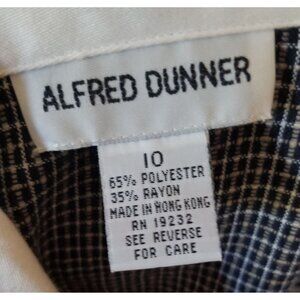 ALFRED DUNNER
10
65% POLYESTER
35% RAYON
MADE IN HONG KONG
RN 19232
SEE REVERSE
FOR CARE